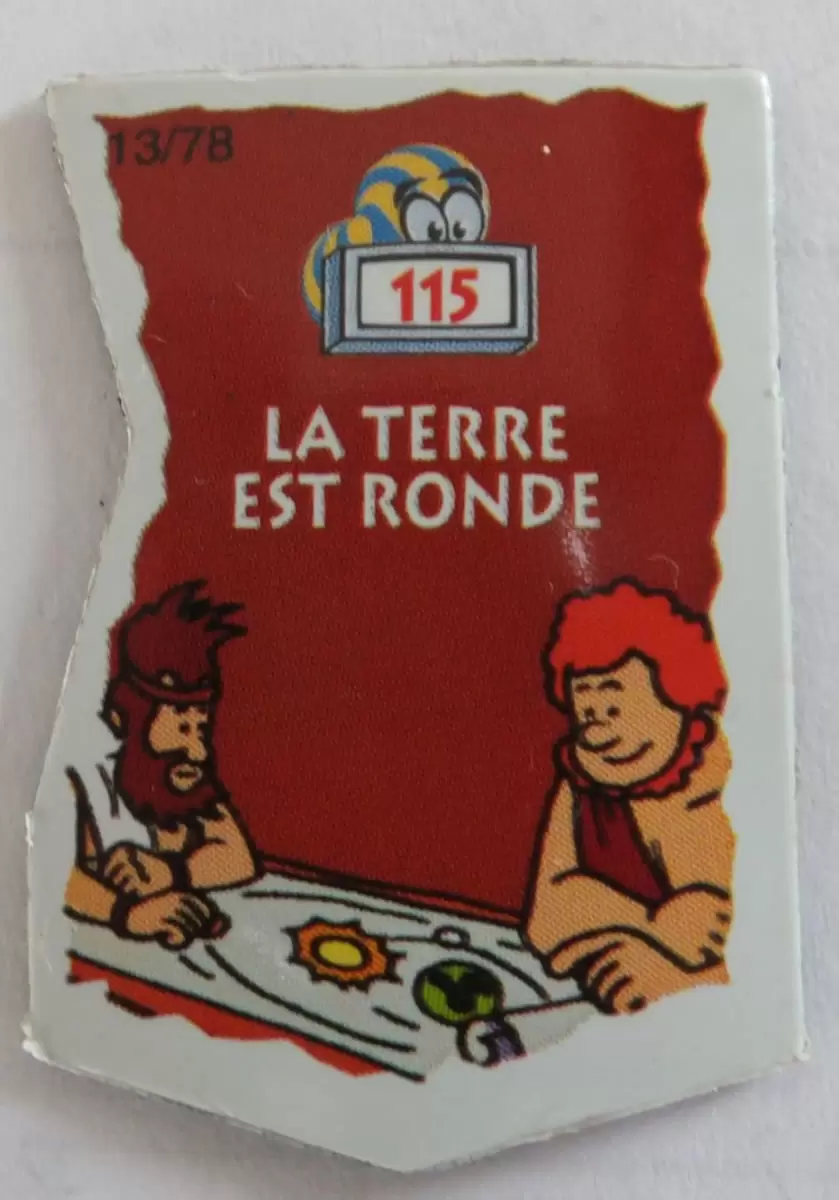 13/78
115
LA TERRE
EST RONDE